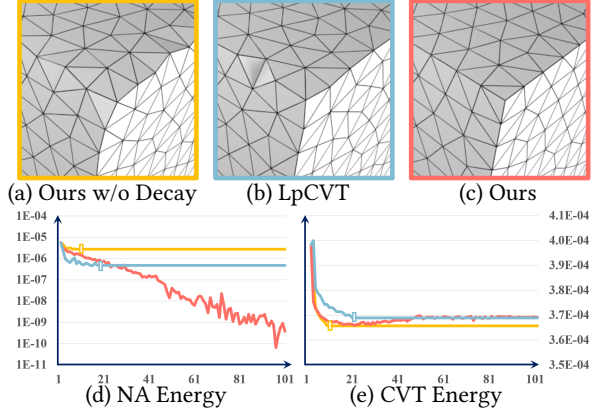 (a) Ours w/o Decay (b) LpCVT (c) Ours
1E-04 4.1E-04
1E-05
1E-06 4.0E-04
1E-07 3.9E-04
1E-08 3.8E-04
1E-09 3.7E-04
1E-10 3.6E-04
1E-11 3.5E-04
1 21 41 61 81 101 1 21 41 61 81 101
(d) NA Energy (e) CVT Energy